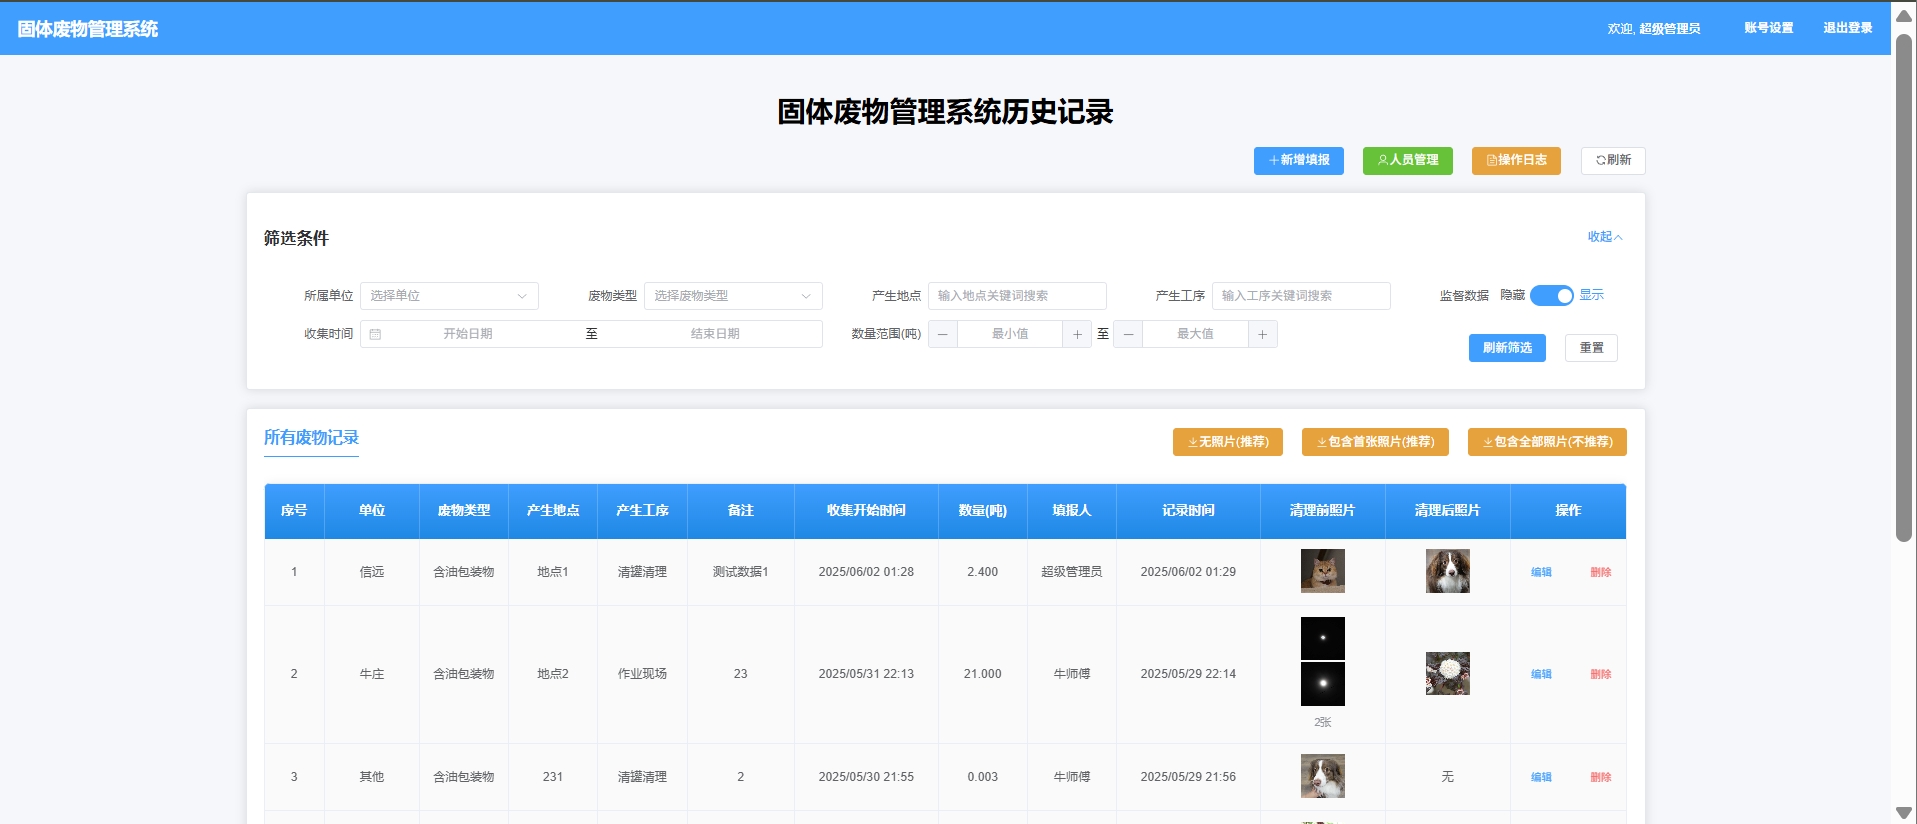 固体废物管理系统
欢迎, 超级管理员 账号设置 退出登录
固体废物管理系统历史记录
新增填报 人员管理 操作日志 刷新
筛选条件 收起
所属单位 选择单位 废物类型 选择废物类型 产生地点 输入地点关键词搜索 产生工序 输入工序关键词搜索 监督数据 隐藏 显示
收集时间 开始日期 至 结束日期 数量范围(吨) 最小值 至 最大值
刷新筛选 重置
所有废物记录 无照片(推荐) 包含首张照片(推荐) 包含全部照片(不推荐)
序号 单位 废物类型 产生地点 产生工序 备注 收集开始时间 数量(吨) 填报人 记录时间 清理前照片 清理后照片 操作
1 信远 含油包装物 地点1 清罐清理 测试数据1 2025/06/02 01:28 2.400 超级管理员 2025/06/02 01:29 编辑 删除
2 牛庄 含油包装物 地点2 作业现场 23 2025/05/31 22:13 21.000 牛师傅 2025/05/29 22:14 编辑 删除
2张
3 其他 含油包装物 231 清罐清理 2 2025/05/30 21:55 0.003 牛师傅 2025/05/29 21:56 无 编辑 删除